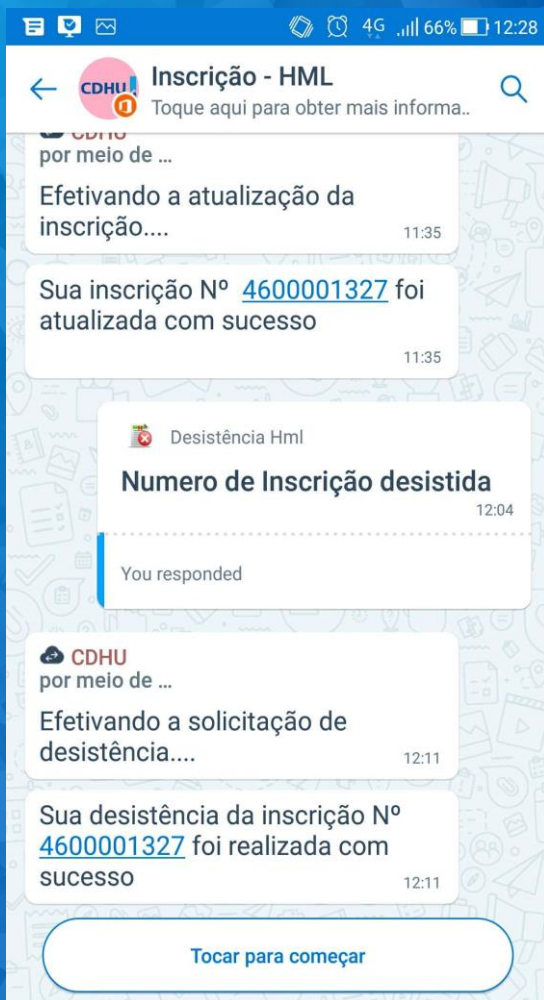 4G 66% 12:28
CDHU
Inscrição - HML
Toque aqui para obter mais informa..
CDHU
por meio de ...
Efetivando a atualização da
inscrição....
11:35
Sua inscrição Nº 4600001327 foi
atualizada com sucesso
11:35
Desistência Hml
Numero de Inscrição desistida
12:04
You responded
CDHU
por meio de ...
Efetivando a solicitação de
desistência....
12:11
Sua desistência da inscrição Nº
4600001327 foi realizada com
sucesso
12:11
Tocar para começar